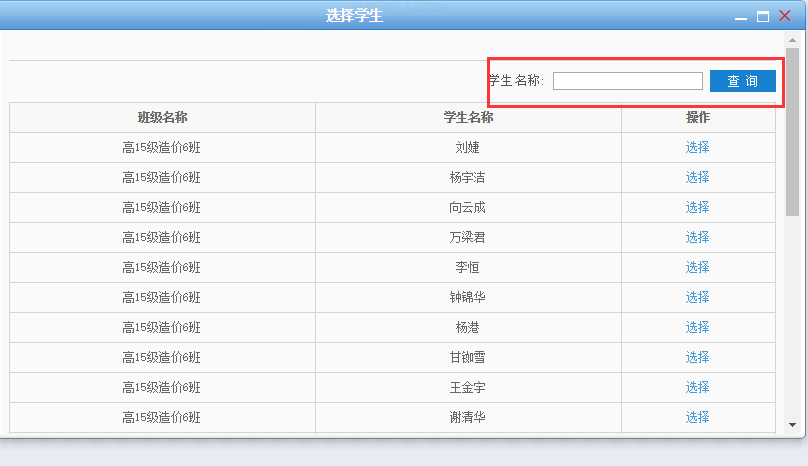 选择学生
学生名称: 查 询
班级名称 学生名称 操作
高15级造价6班 刘婕 选择
高15级造价6班 杨宇洁 选择
高15级造价6班 向云成 选择
高15级造价6班 万梁君 选择
高15级造价6班 李恒 选择
高15级造价6班 钟锦华 选择
高15级造价6班 杨港 选择
高15级造价6班 甘铷雪 选择
高15级造价6班 王金宇 选择
高15级造价6班 谢清华 选择